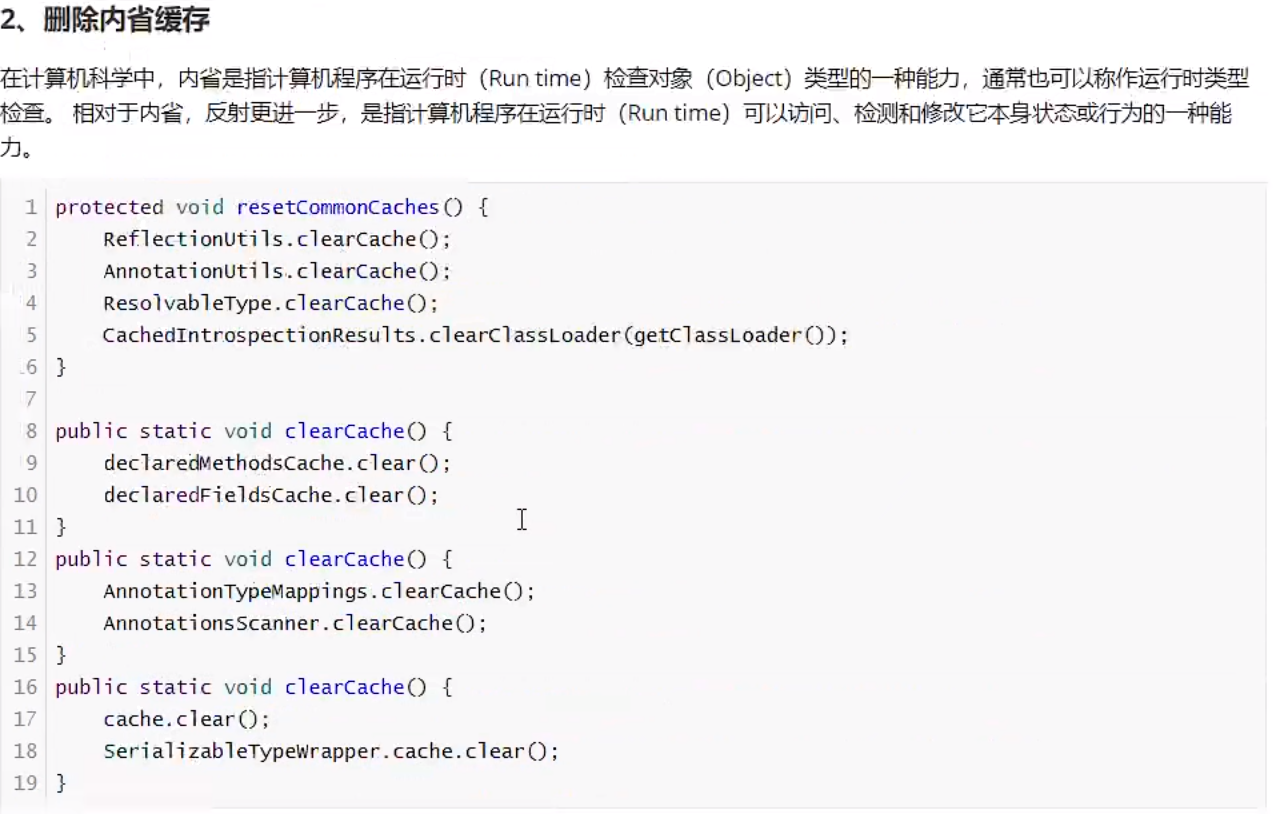 2、删除内省缓存
在计算机科学中，内省是指计算机程序在运行时（Run time）检查对象（Object）类型的一种能力，通常也可以称作运行时类型
检查。 相对于内省，反射更进一步，是指计算机程序在运行时（Run time）可以访问、检测和修改它本身状态或行为的一种能
力。
1 protected void resetCommonCaches() {
2     ReflectionUtils.clearCache();
3     AnnotationUtils.clearCache();
4     ResolvableType.clearCache();
5     CachedIntrospectionResults.clearClassLoader(getClassLoader());
6 }
7
8 public static void clearCache() {
9     declaredMethodsCache.clear();
10     declaredFieldsCache.clear();
11 }
12 public static void clearCache() {
13     AnnotationTypeMappings.clearCache();
14     AnnotationsScanner.clearCache();
15 }
16 public static void clearCache() {
17     cache.clear();
18     SerializableTypeWrapper.cache.clear();
19 }